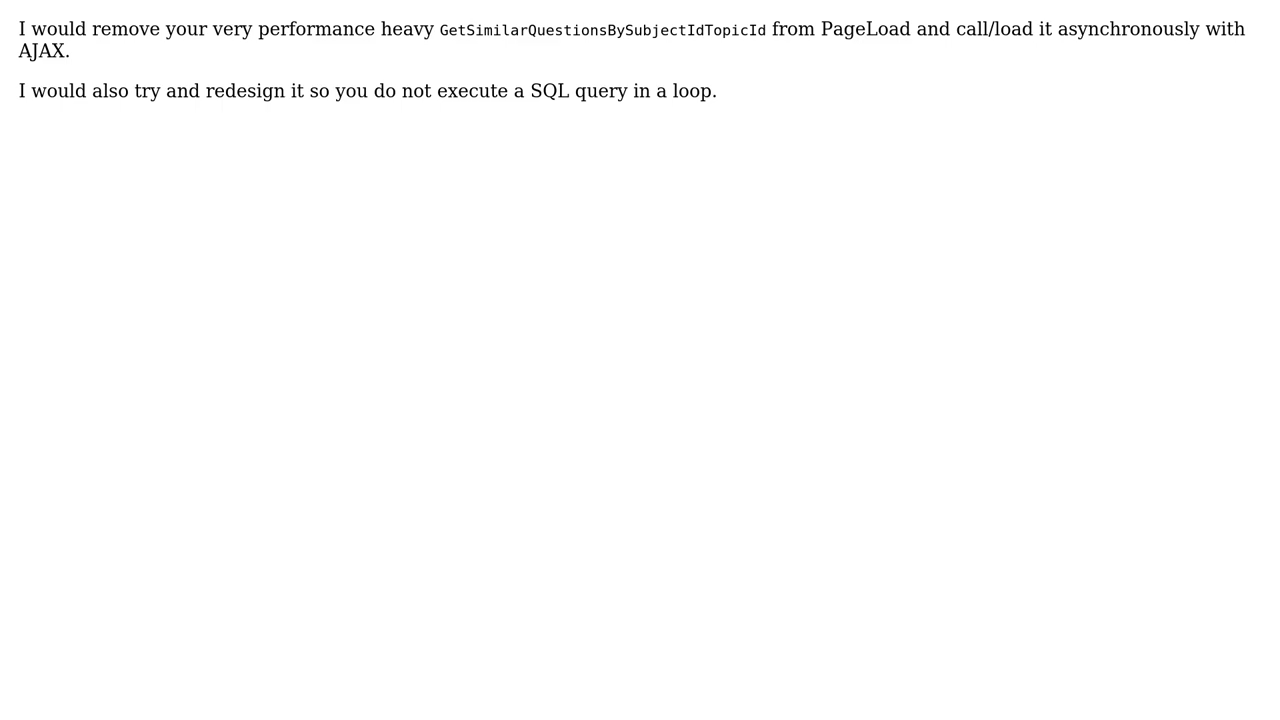 I would remove your very performance heavy GetSimilarQuestionsBySubjectIdTopicId from PageLoad and call/load it asynchronously with
AJAX.
I would also try and redesign it so you do not execute a SQL query in a loop.